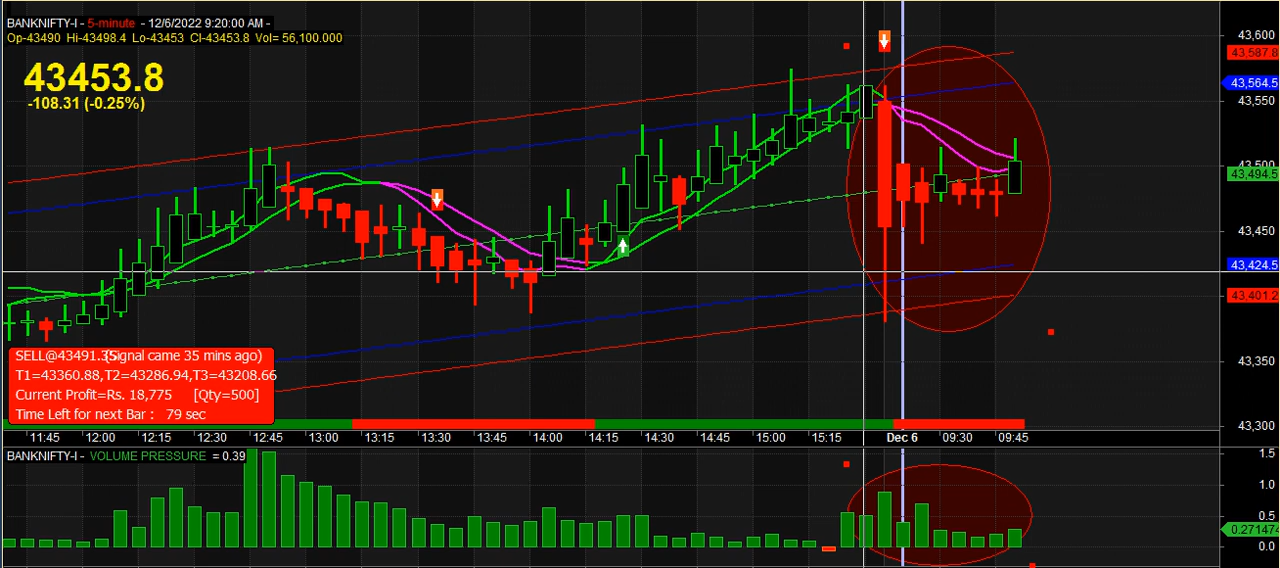 BANKNIFTY-I - 5-minute - 12/6/2022 9:20:00 AM -
Op-43490 Hi-43498.4 Lo-43453 Cl-43453.8 Vol= 56,100.000
43453.8
-108.31 (-0.25%)
43,600
43,587.8
43,564.5
43,550
43,500
43,494.5
43,450
43,424.5
43,401.2
43,350
43,300
SELL@43491.35 (Signal came 35 mins ago)
T1=43360.88,T2=43286.94,T3=43208.66
Current Profit=Rs. 18,775 [Qty=500]
Time Left for next Bar : 79 sec
11:45 12:00 12:15 12:30 12:45 13:00 13:15 13:30 13:45 14:00 14:15 14:30 14:45 15:00 15:15 Dec 6 09:30 09:45
BANKNIFTY-I - VOLUME PRESSURE = 0.39
1.5
1.0
0.5
0.27147
0.0